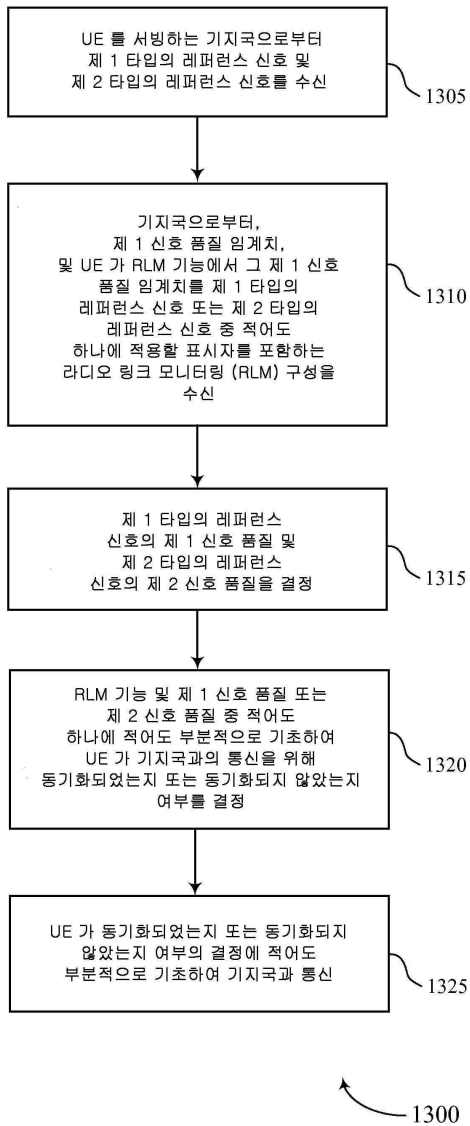 UE 를 서빙하는 기지국으로부터
제 1 타입의 레퍼런스 신호 및
제 2 타입의 레퍼런스 신호를 수신
1305
기지국으로부터,
제 1 신호 품질 임계치,
및 UE 가 RLM 기능에서 그 제 1 신호
품질 임계치를 제 1 타입의
레퍼런스 신호 또는 제 2 타입의
레퍼런스 신호 중 적어도
하나에 적용할 표시자를 포함하는
라디오 링크 모니터링 (RLM) 구성을
수신
1310
제 1 타입의 레퍼런스
신호의 제 1 신호 품질 및
제 2 타입의 레퍼런스
신호의 제 2 신호 품질을 결정
1315
RLM 기능 및 제 1 신호 품질 또는
제 2 신호 품질 중 적어도
하나에 적어도 부분적으로 기초하여
UE 가 기지국과의 통신을 위해
동기화되었는지 또는 동기화되지 않았는지
여부를 결정
1320
UE 가 동기화되었는지 또는 동기화되지
않았는지 여부의 결정에 적어도
부분적으로 기초하여 기지국과 통신
1325
1300